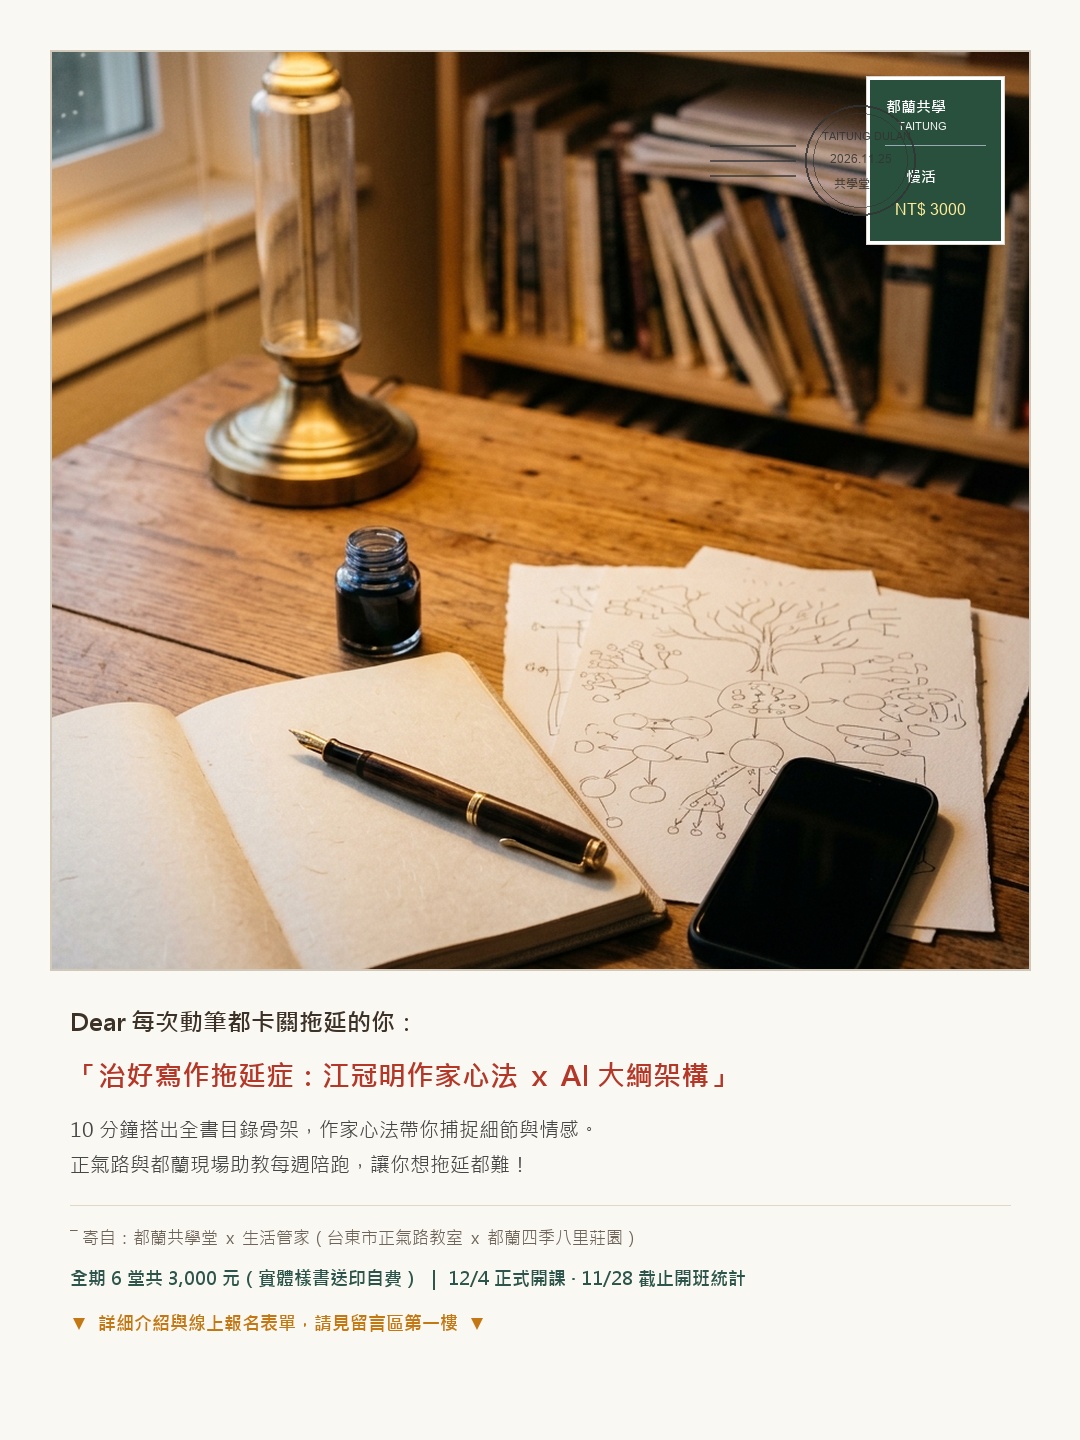 都蘭共學
TAITUNG
慢活
NT$ 3000
TAITUNG DULAN
2026.11.25
共學堂
Dear 每次動筆都卡關拖延的你：
「治好寫作拖延症：江冠明作家心法 x AI 大綱架構」
10 分鐘搭出全書目錄骨架，作家心法帶你捕捉細節與情感。
正氣路與都蘭現場助教每週陪跑，讓你想拖延都難！
寄自：都蘭共學堂 x 生活管家（台東市正氣路教室 x 都蘭四季八里莊園）
全期 6 堂共 3,000 元（實體樣書送印自費）｜ 12/4 正式開課 · 11/28 截止開班統計
▼ 詳細介紹與線上報名表單，請見留言區第一樓 ▼